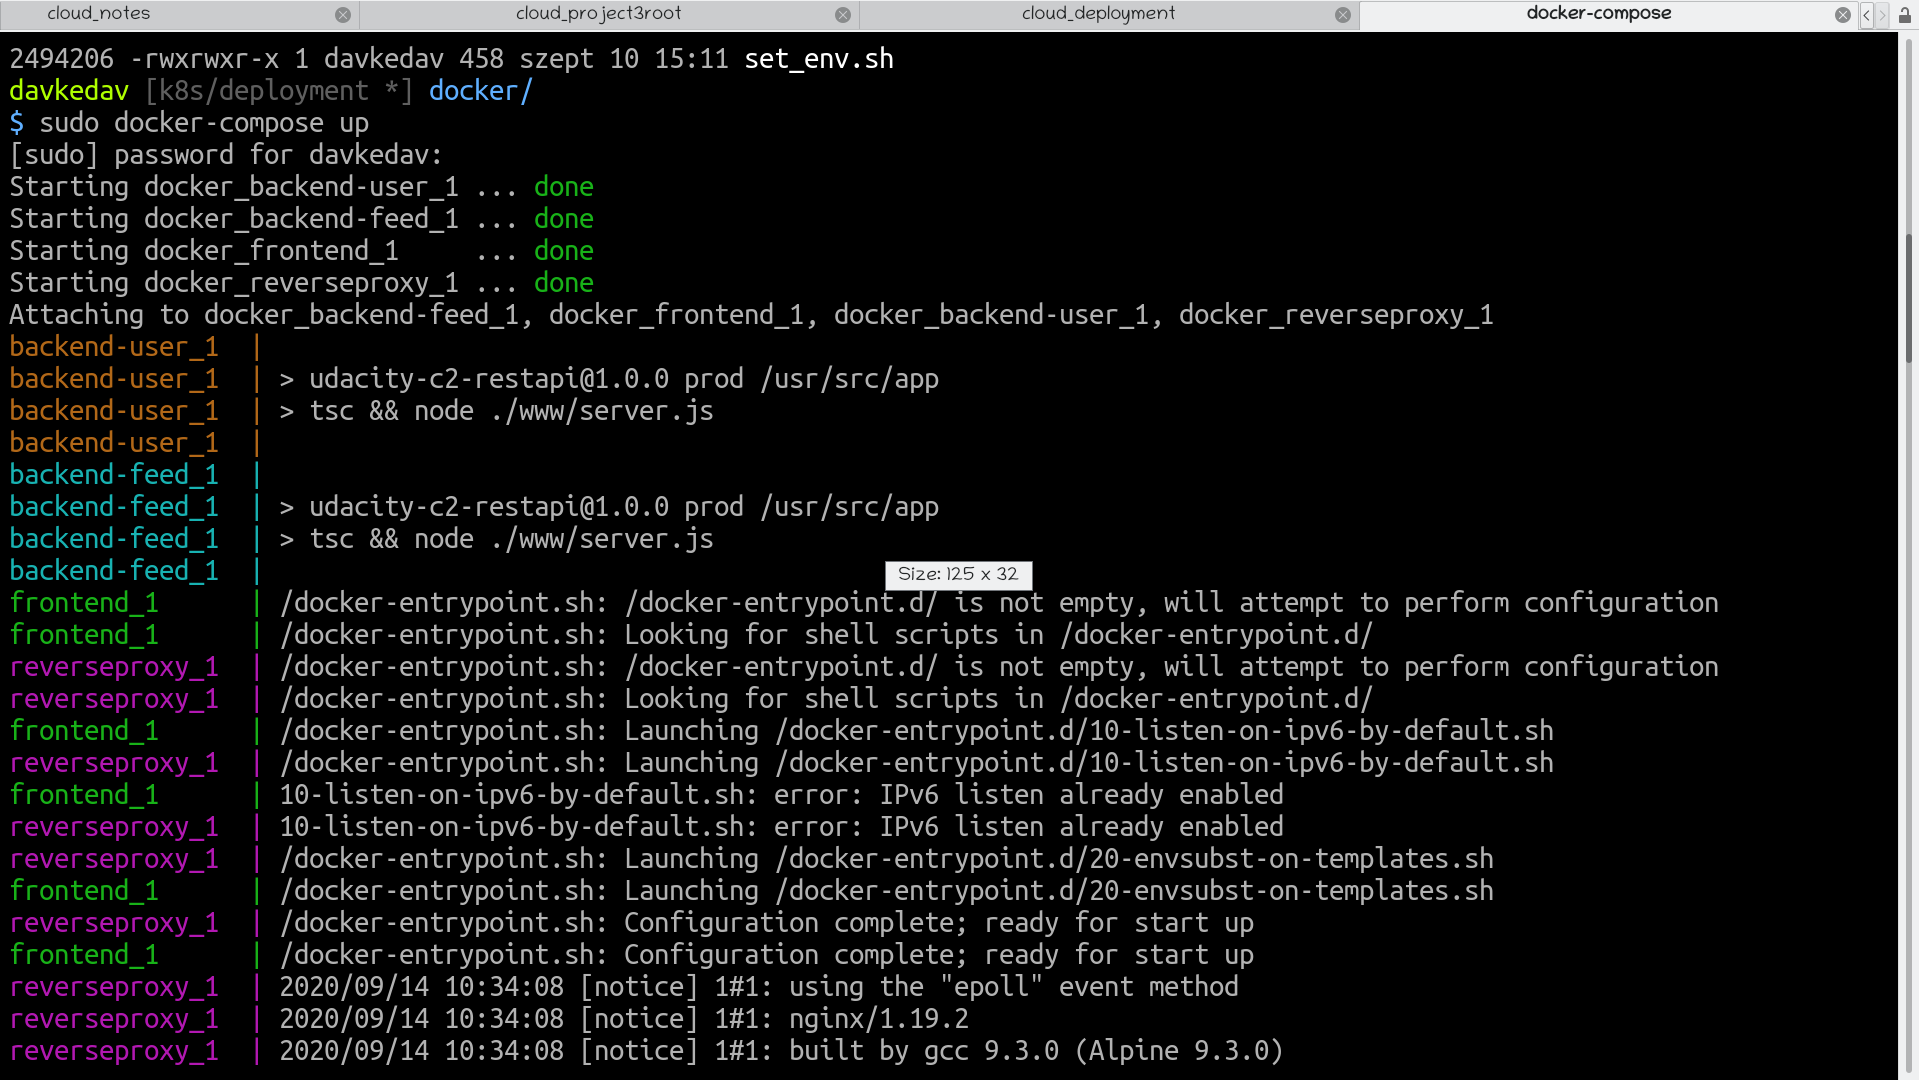 cloud_notes
cloud_project3root
cloud_deployment
docker-compose
2494206 -rwxrwxr-x 1 davkedav 458 szept 10 15:11 set_env.sh
davkedav [k8s/deployment *] docker/
$ sudo docker-compose up
[sudo] password for davkedav:
Starting docker_backend-user_1 ... done
Starting docker_backend-feed_1 ... done
Starting docker_frontend_1     ... done
Starting docker_reverseproxy_1 ... done
Attaching to docker_backend-feed_1, docker_frontend_1, docker_backend-user_1, docker_reverseproxy_1
backend-user_1  |
backend-user_1  | > udacity-c2-restapi@1.0.0 prod /usr/src/app
backend-user_1  | > tsc && node ./www/server.js
backend-user_1  |
backend-feed_1  |
backend-feed_1  | > udacity-c2-restapi@1.0.0 prod /usr/src/app
backend-feed_1  | > tsc && node ./www/server.js
backend-feed_1  |
Size: 125 x 32
frontend_1      | /docker-entrypoint.sh: /docker-entrypoint.d/ is not empty, will attempt to perform configuration
frontend_1      | /docker-entrypoint.sh: Looking for shell scripts in /docker-entrypoint.d/
reverseproxy_1  | /docker-entrypoint.sh: /docker-entrypoint.d/ is not empty, will attempt to perform configuration
reverseproxy_1  | /docker-entrypoint.sh: Looking for shell scripts in /docker-entrypoint.d/
frontend_1      | /docker-entrypoint.sh: Launching /docker-entrypoint.d/10-listen-on-ipv6-by-default.sh
reverseproxy_1  | /docker-entrypoint.sh: Launching /docker-entrypoint.d/10-listen-on-ipv6-by-default.sh
frontend_1      | 10-listen-on-ipv6-by-default.sh: error: IPv6 listen already enabled
reverseproxy_1  | 10-listen-on-ipv6-by-default.sh: error: IPv6 listen already enabled
reverseproxy_1  | /docker-entrypoint.sh: Launching /docker-entrypoint.d/20-envsubst-on-templates.sh
frontend_1      | /docker-entrypoint.sh: Launching /docker-entrypoint.d/20-envsubst-on-templates.sh
reverseproxy_1  | /docker-entrypoint.sh: Configuration complete; ready for start up
frontend_1      | /docker-entrypoint.sh: Configuration complete; ready for start up
reverseproxy_1  | 2020/09/14 10:34:08 [notice] 1#1: using the "epoll" event method
reverseproxy_1  | 2020/09/14 10:34:08 [notice] 1#1: nginx/1.19.2
reverseproxy_1  | 2020/09/14 10:34:08 [notice] 1#1: built by gcc 9.3.0 (Alpine 9.3.0)